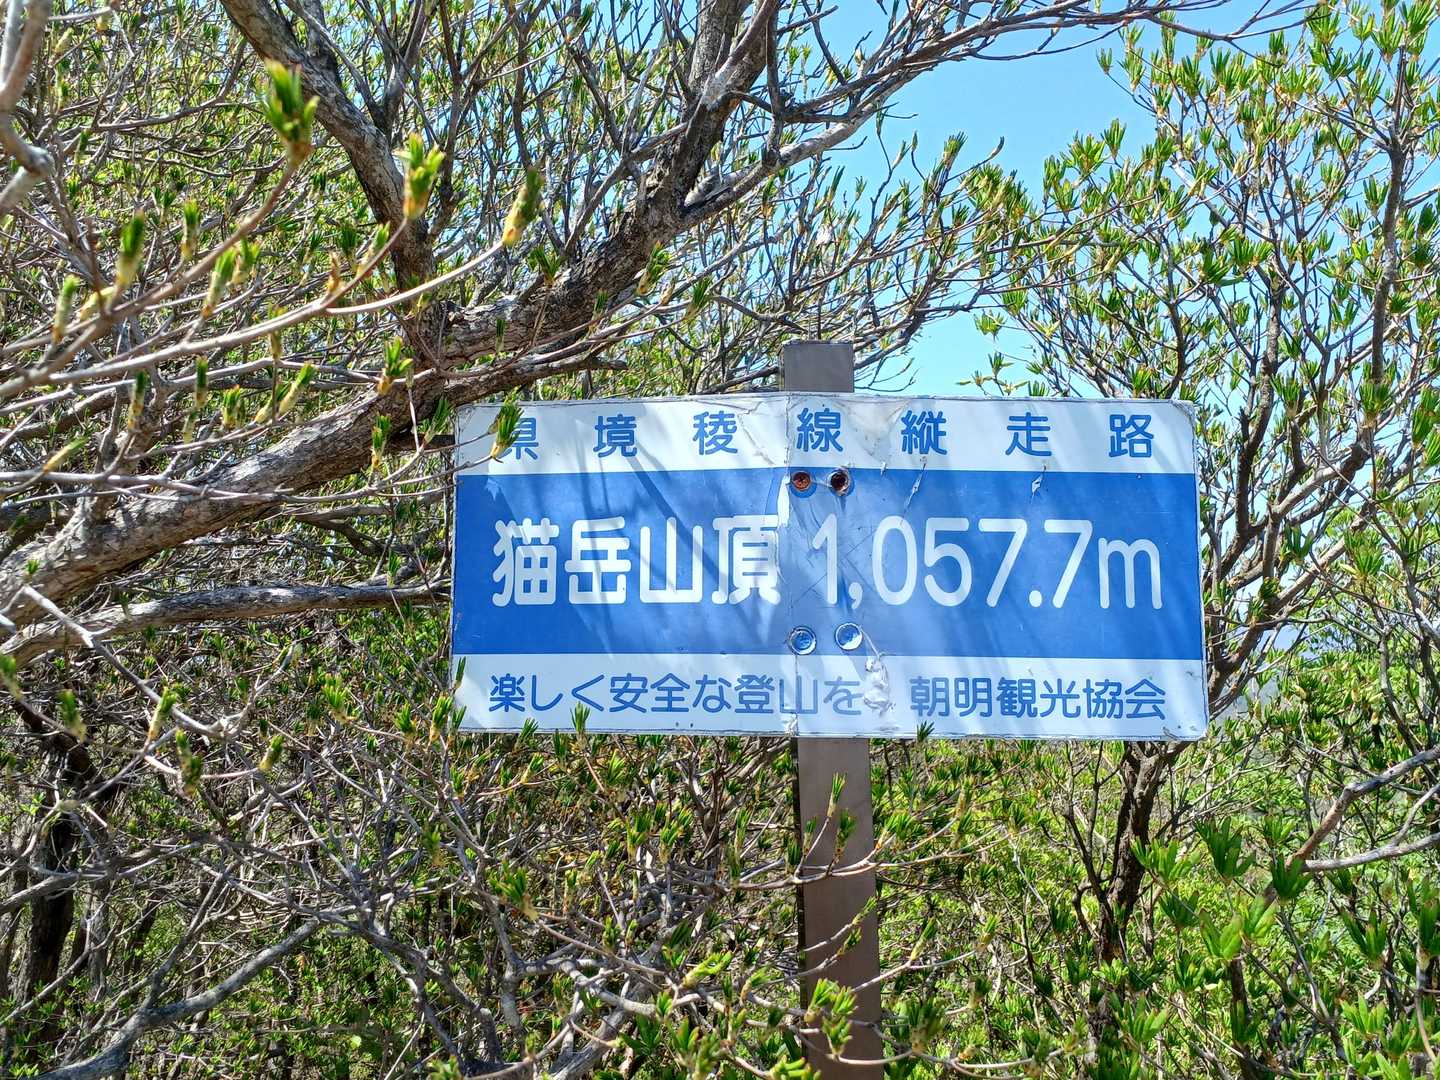 県境稜線縦走路
猫岳山頂 1,057.7m
楽しく安全な登山を 朝明観光協会